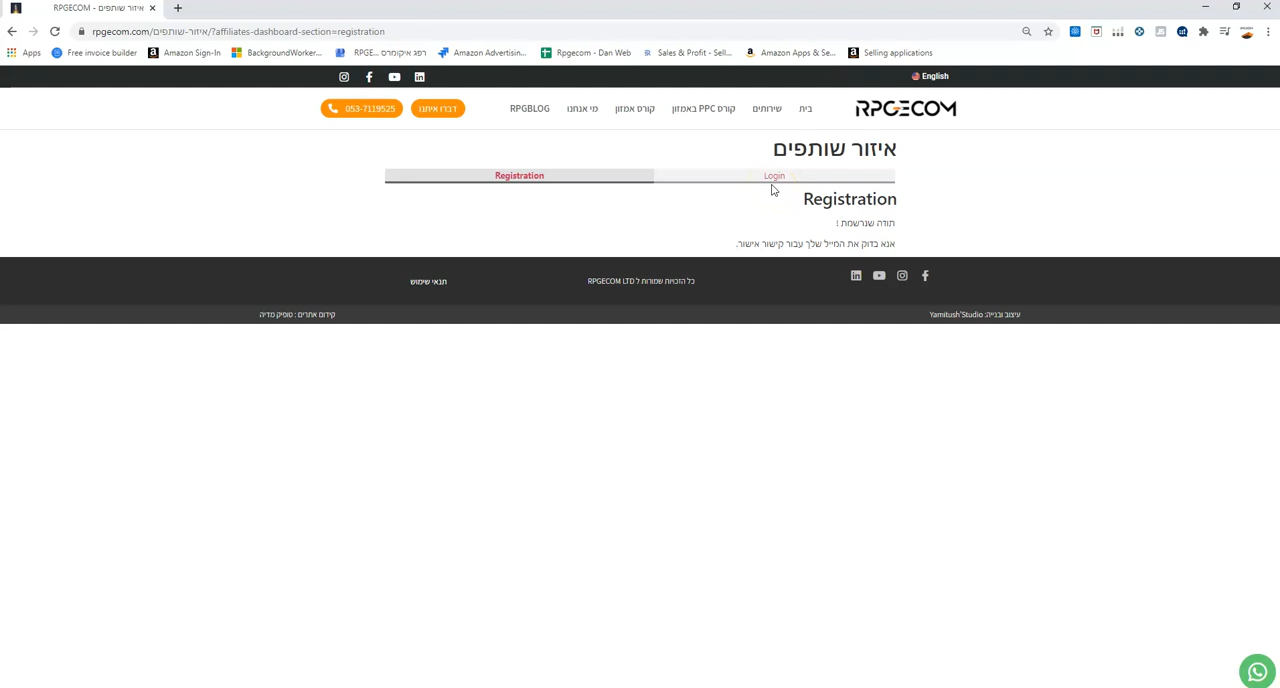 RPGECOM - איזור שותפים
rpgecom.com/איזור-שותפים/?affiliates-dashboard-section=registration
Apps
Free invoice builder
Amazon Sign-In
BackgroundWorker...
RPGE... רפג איקומרס
Amazon Advertisin...
Rpgecom - Dan Web
Sales & Profit - Sell...
Amazon Apps & Se...
Selling applications
English
053-7119525
דברו איתנו
RPGBLOG
מי אנחנו
קורס אמזון
קורס PPC באמזון
שירותים
בית
RPGECOM
איזור שותפים
Registration
Login
Registration
תודה שנרשמת !
אנא בדוק את המייל שלך עבור קישור אישור.
תנאי שימוש
כל הזכויות שמורות ל RPGECOM LTD
קידום אתרים : טופיק מדיה
עיצוב ובנייה: Yamitush'Studio